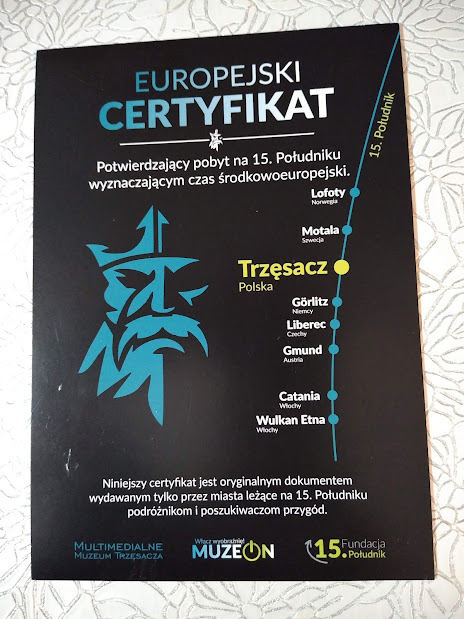 EUROPEJSKI
CERTYFIKAT
Potwierdzający pobyt na 15. Południku
wyznaczającym czas środkowoeuropejski.
15. Południk
Lofoty
Norwegia
Motala
Szwecja
Trzęsacz
Polska
Görlitz
Niemcy
Liberec
Czechy
Gmund
Austria
Catania
Włochy
Wulkan Etna
Włochy
Niniejszy certyfikat jest oryginalnym dokumentem
wydawanym tylko przez miasta leżące na 15. Południku
podróżnikom i poszukiwaczom przygód.
MULTIMEDIALNE
MUZEUM TRZĘSACZA
Włącz wyobraźnię!
MUZEON
15. Fundacja
Południk